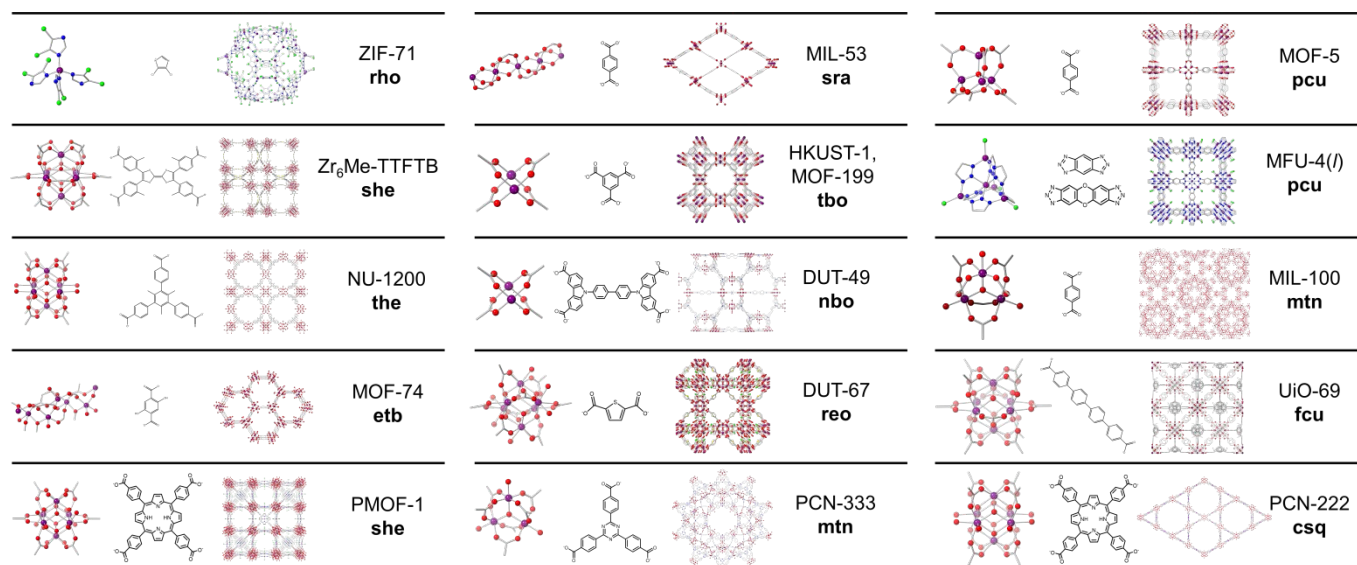 ZIF-71
rho
MIL-53
sra
MOF-5
pcu
Zr₆Me-TTFTB
she
HKUST-1,
MOF-199
tbo
MFU-4(l)
pcu
NU-1200
the
DUT-49
nbo
MIL-100
mtn
MOF-74
etb
DUT-67
reo
UiO-69
fcu
PMOF-1
she
PCN-333
mtn
PCN-222
csq